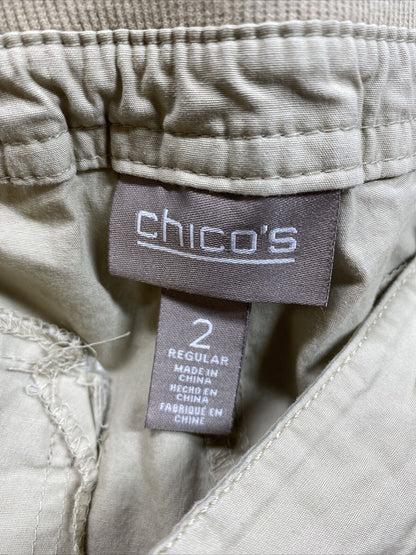 chico's
2
REGULAR
MADE IN
CHINA
HECHO EN
CHINA
FABRIQUÉ EN
CHINE